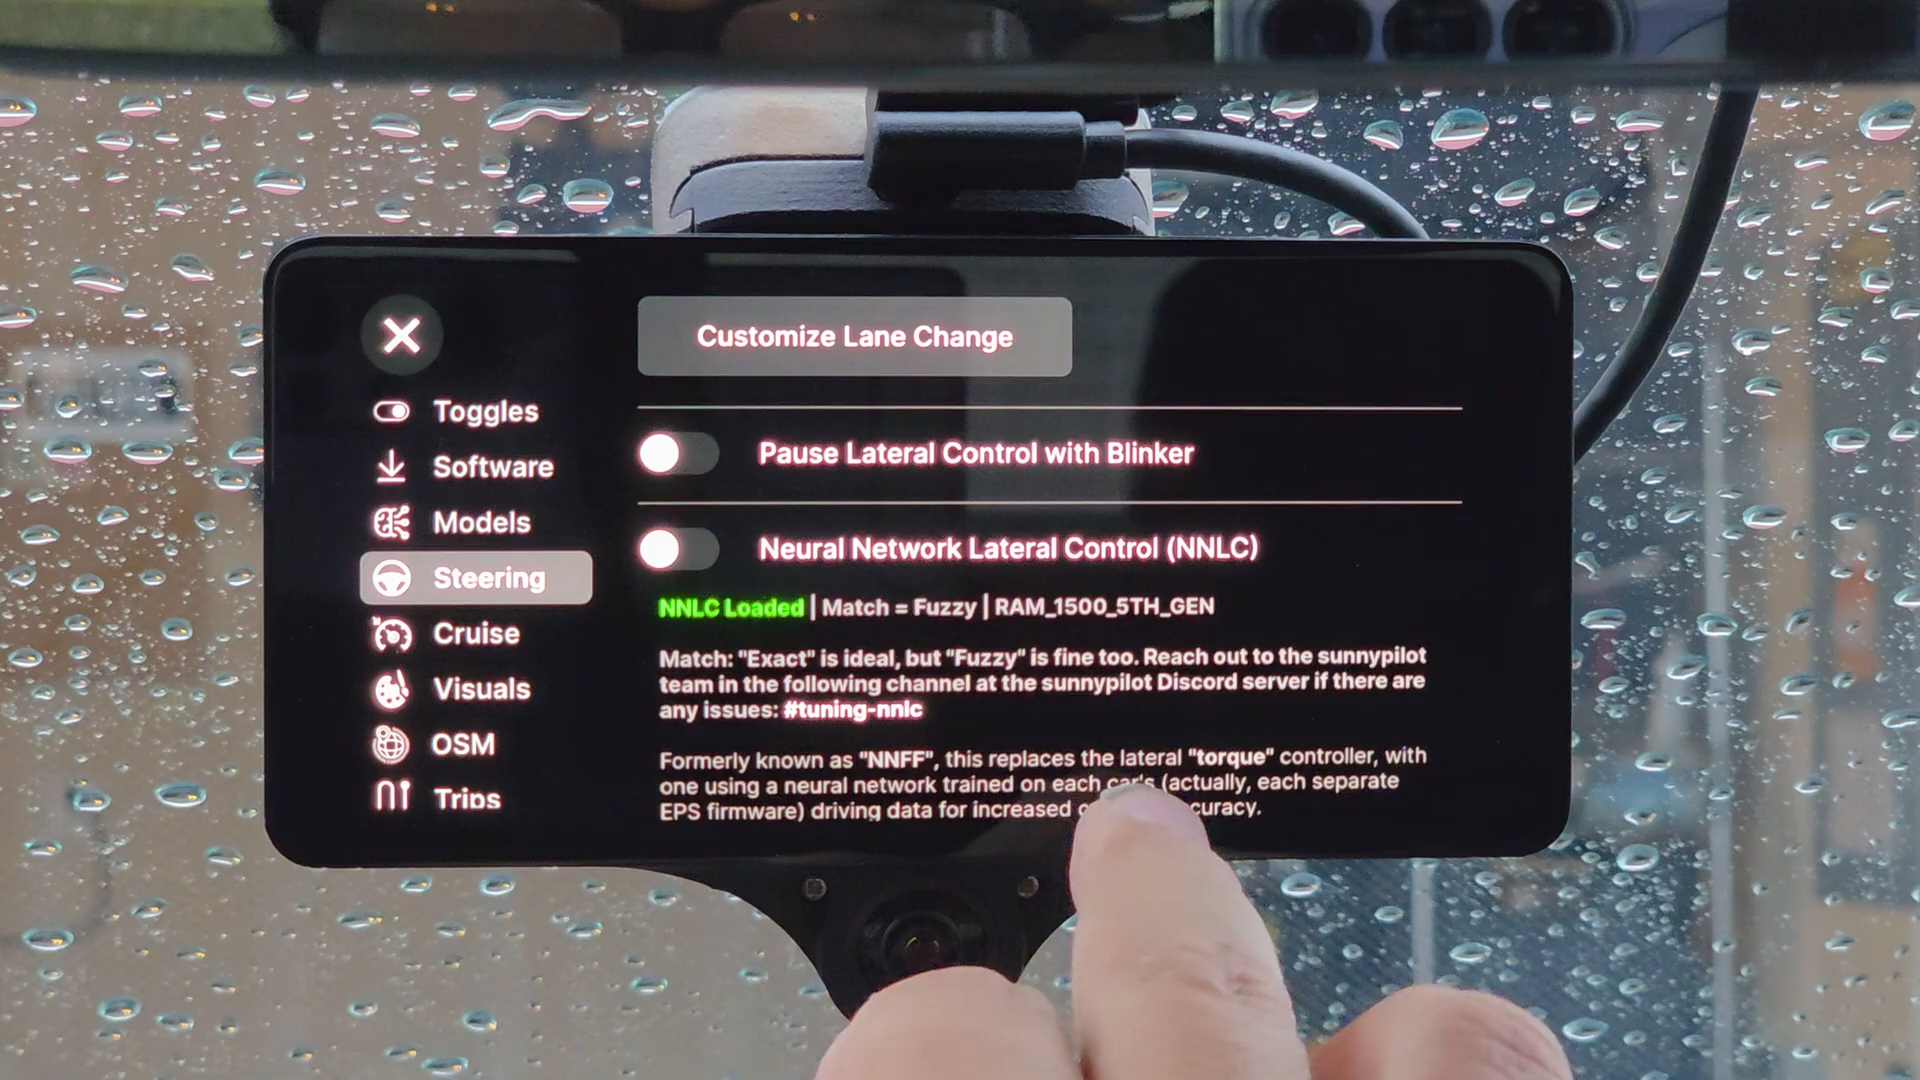 Customize Lane Change
Toggles
Software
Models
Steering
Cruise
Visuals
OSM
Trips
Pause Lateral Control with Blinker
Neural Network Lateral Control (NNLC)
NNLC Loaded | Match = Fuzzy | RAM_1500_5TH_GEN
Match: "Exact" is ideal, but "Fuzzy" is fine too. Reach out to the sunnypilot
team in the following channel at the sunnypilot Discord server if there are
any issues: #tuning-nnlc
Formerly known as "NNFF", this replaces the lateral "torque" controller, with
one using a neural network trained on each car's (actually, each separate
EPS firmware) driving data for increased